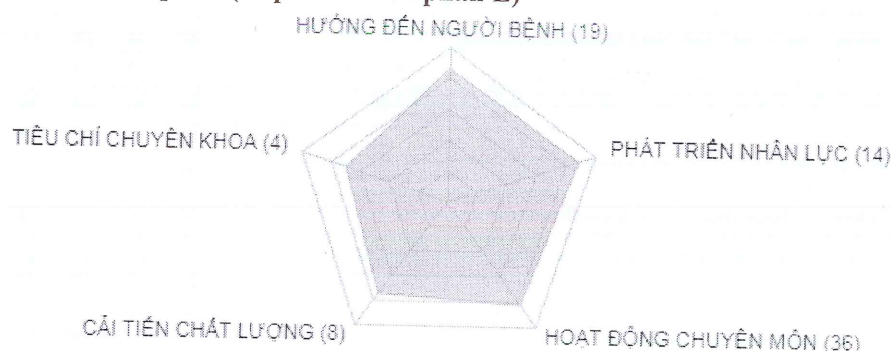 phần E)
HƯỚNG ĐẾN NGƯỜI BỆNH (19)
TIÊU CHÍ CHUYÊN KHOA (4)
PHÁT TRIỂN NHÂN LỰC (14)
CẢI TIẾN CHẤT LƯỢNG (8)
HOẠT ĐỘNG CHUYÊN MÔN (36)